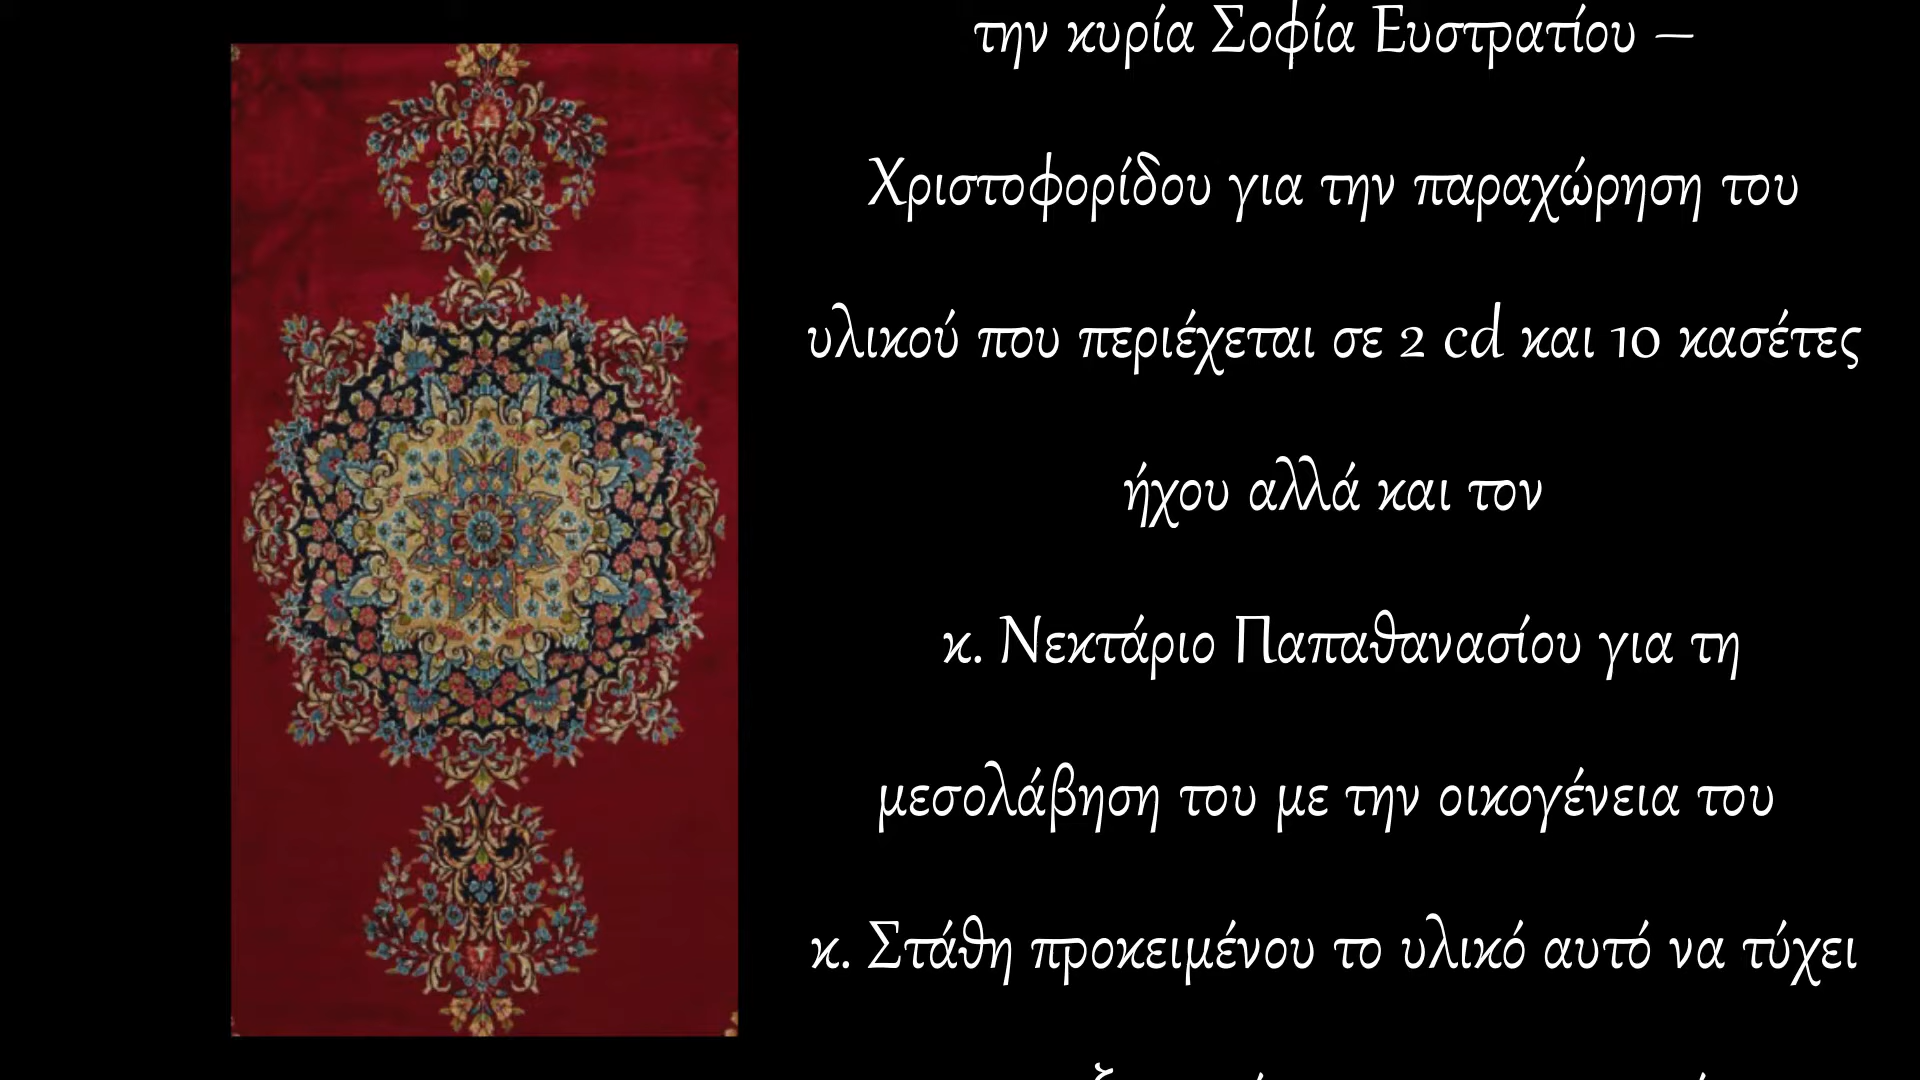 την κυρία Σοφία Ευστρατίου –
Χριστοφορίδου για την παραχώρηση του
υλικού που περιέχεται σε 2 cd και 10 κασέτες
ήχου αλλά και τον
κ. Νεκτάριο Παπαθανασίου για τη
μεσολάβηση του με την οικογένεια του
κ. Στάθη προκειμένου το υλικό αυτό να τύχει